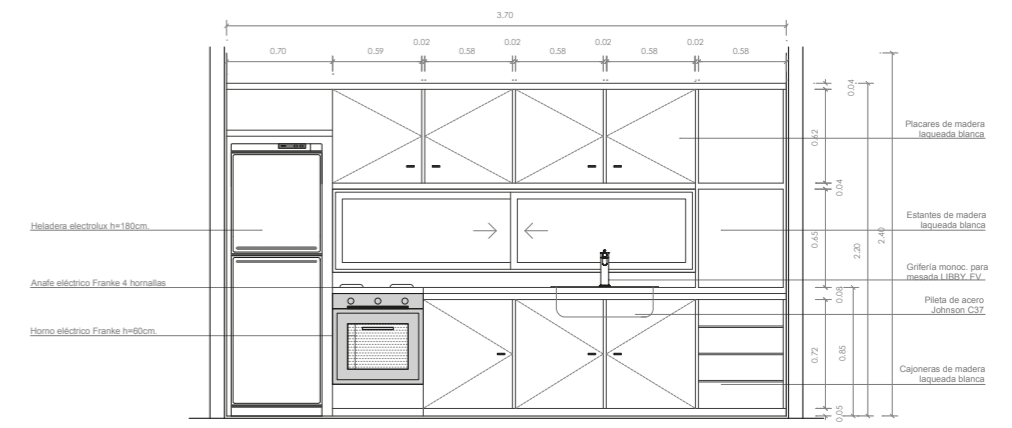 3.70
0.70
0.59
0.02
0.58
0.02
0.58
0.02
0.58
0.02
0.58
0.04
0.62
0.04
0.65
2.20
2.40
0.08
0.72
0.85
0.05
Placares de madera
laqueada blanca
Heladera electrolux h=180cm.
Estantes de madera
laqueada blanca
Anafe eléctrico Franke 4 hornallas
Grifería monoc. para
mesada LIBBY, FV.
Pileta de acero
Johnson C37
Horno eléctrico Franke h=60cm.
Cajoneras de madera
laqueada blanca